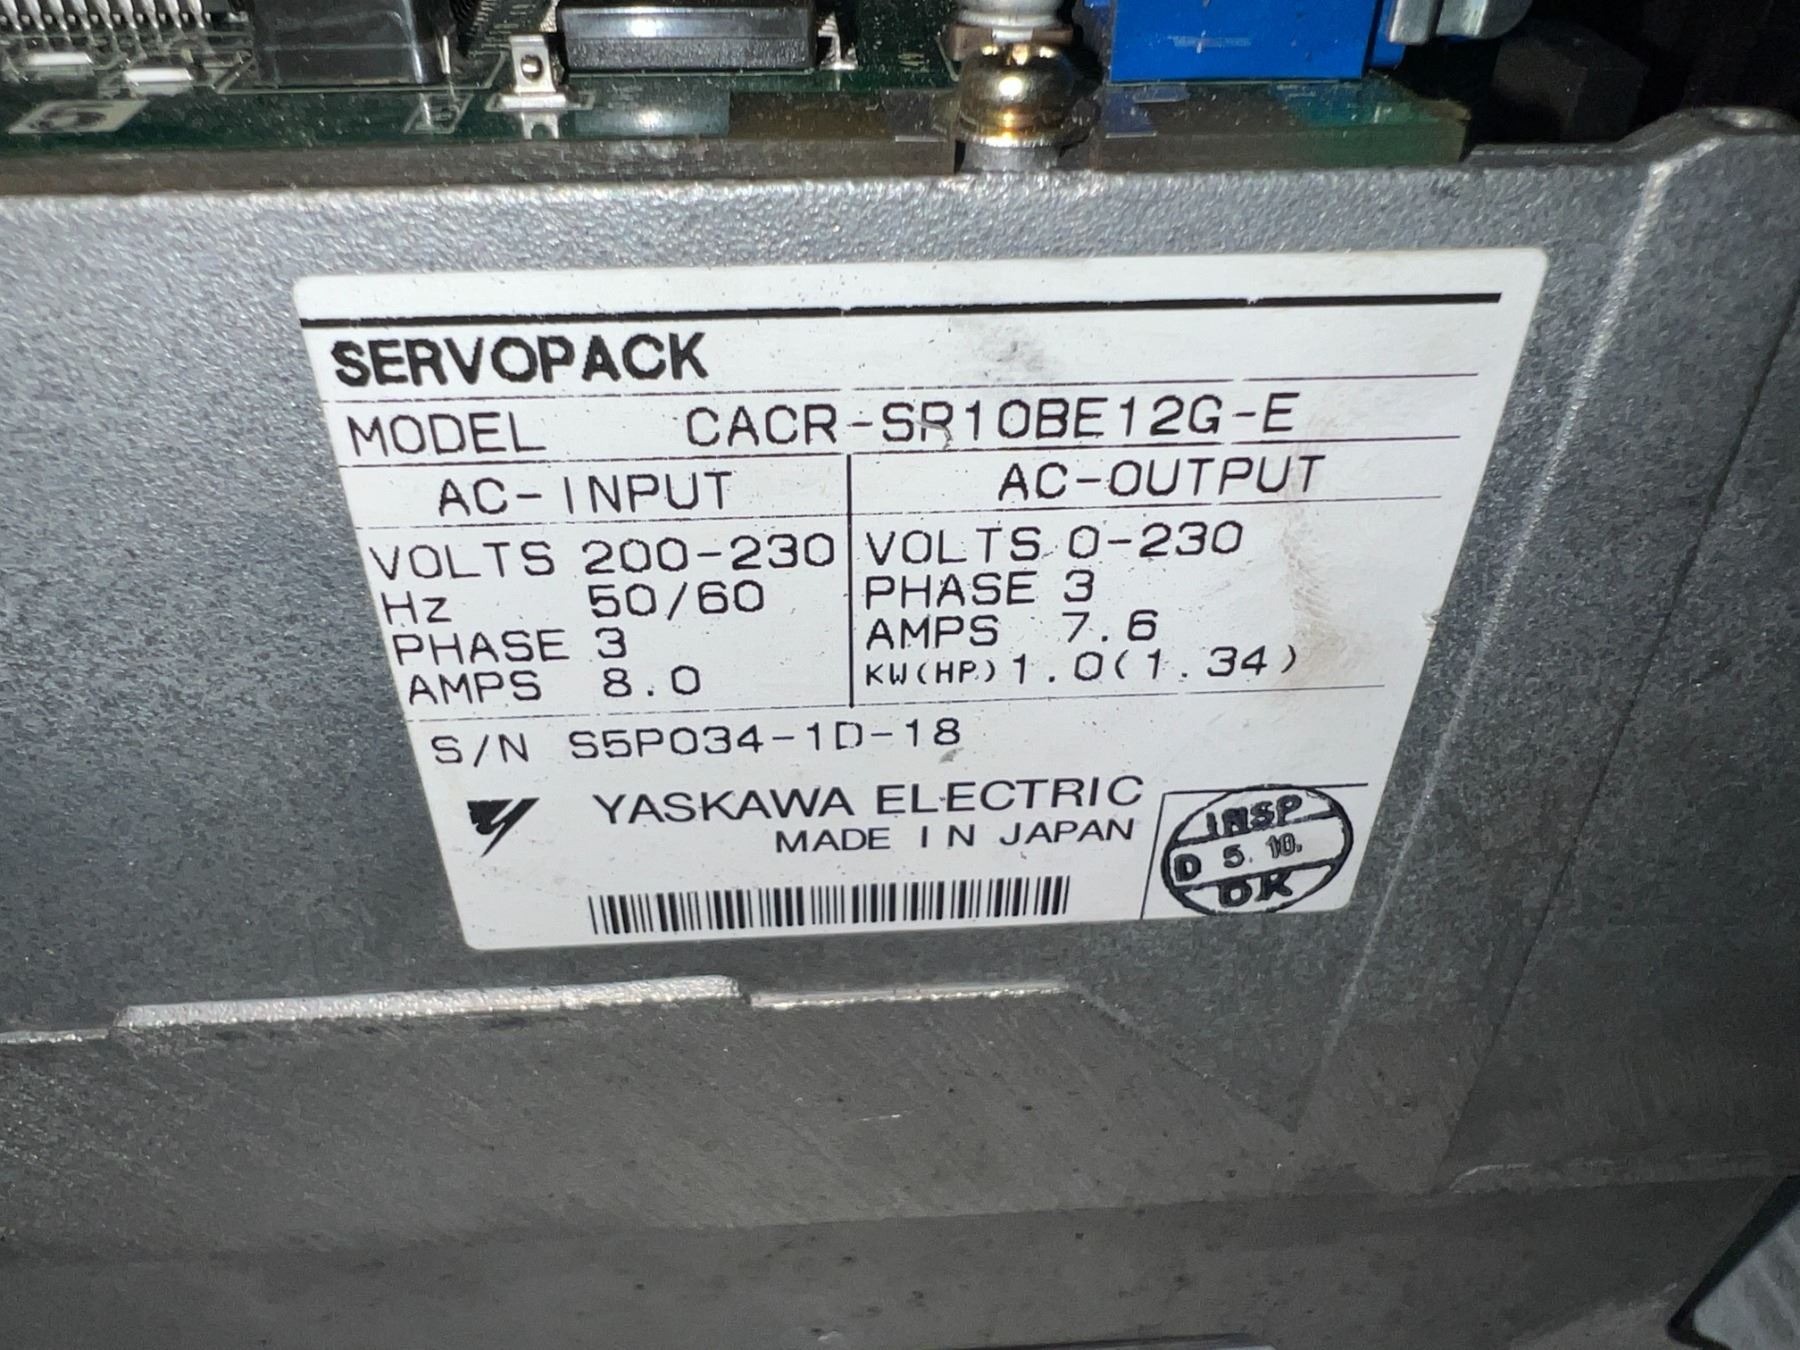 SERVOPACK
MODEL CACR-SR10BE12G-E
AC-INPUT AC-OUTPUT
VOLTS 200-230 VOLTS 0-230
Hz 50/60 PHASE 3
PHASE 3 AMPS 7.6
AMPS 8.0 KW(HP) 1.0(1.34)
S/N S5P034-1D-18
YASKAWA ELECTRIC
MADE IN JAPAN
INSP
D 5.10.
OK